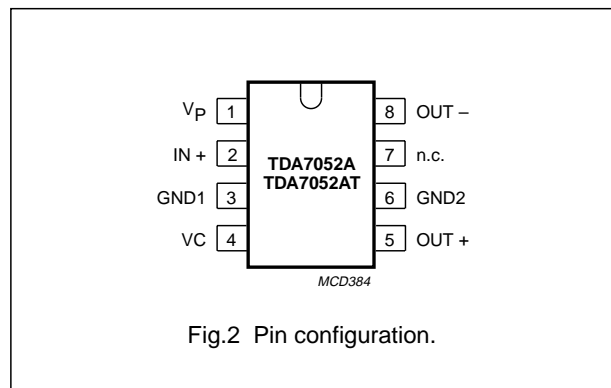 VP 1 8 OUT –
IN + 2 7 n.c.
TDA7052A
TDA7052AT
GND1 3 6 GND2
VC 4 5 OUT +
MCD384
Fig.2 Pin configuration.